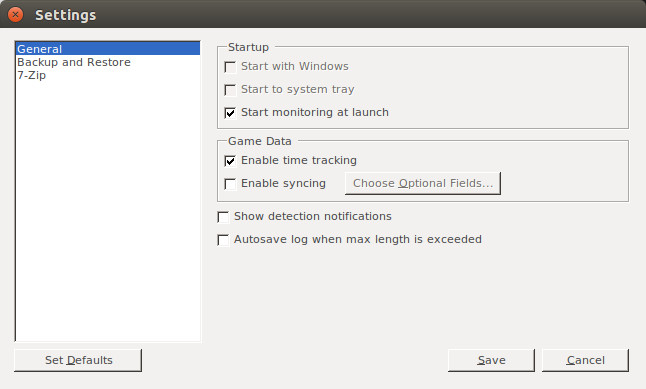 Settings
General
Backup and Restore
7-Zip
Startup
Start with Windows
Start to system tray
Start monitoring at launch
Game Data
Enable time tracking
Enable syncing
Choose Optional Fields...
Show detection notifications
Autosave log when max length is exceeded
Set Defaults
Save
Cancel